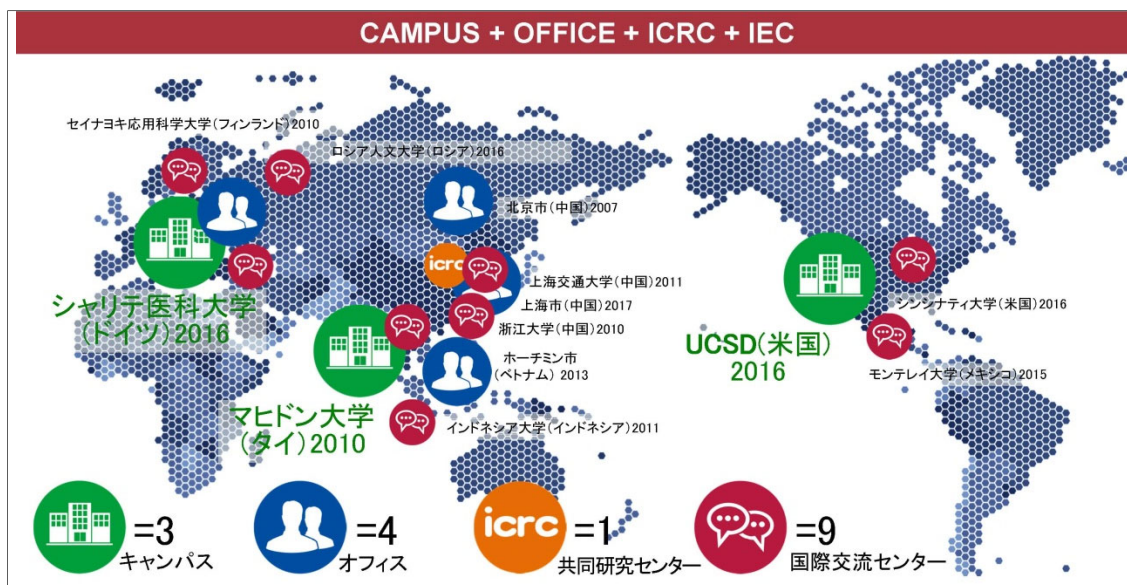 CAMPUS + OFFICE + ICRC + IEC
セイナヨキ応用科学大学(フィンランド)2010
ロシア人文大学(ロシア)2016
北京市(中国)2007
icrc
上海交通大学(中国)2011
上海市(中国)2017
浙江大学(中国)2010
シャリテ医科大学
(ドイツ)2016
ホーチミン市
(ベトナム) 2013
マヒドン大学
(タイ)2010
インドネシア大学(インドネシア)2011
シンシナティ大学(米国)2016
UCSD(米国)
2016
モンテレイ大学(メキシコ)2015
=3
キャンパス
=4
オフィス
icrc
=1
共同研究センター
=9
国際交流センター